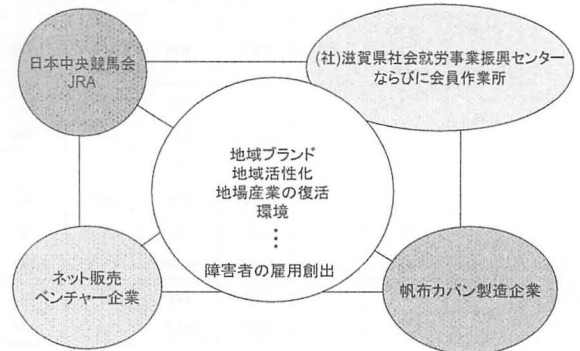 日本中央競馬会
JRA
(社)滋賀県社会就労事業振興センター
ならびに会員作業所
地域ブランド
地域活性化
地場産業の復活
環境
⋮
障害者の雇用創出
ネット販売
ベンチャー企業
帆布カバン製造企業